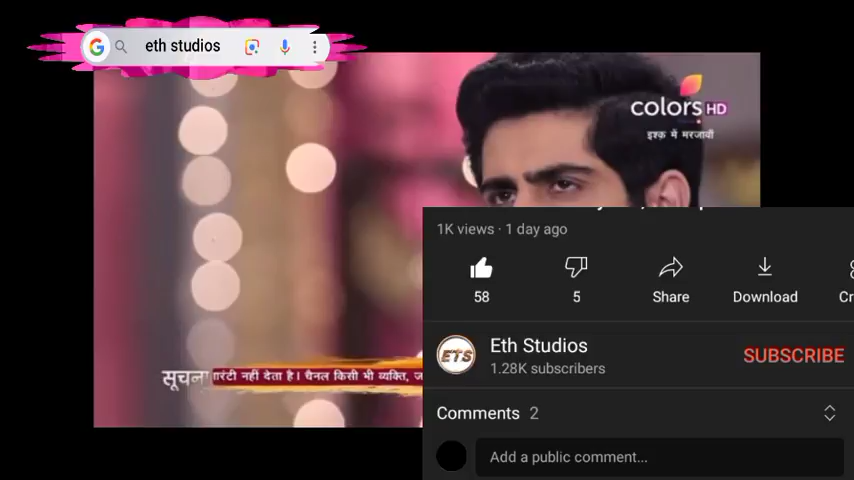 eth studios
colors HD
इश्क़ में मरजावाँ
1K views · 1 day ago
58
5
Share
Download
Cr
Eth Studios
1.28K subscribers
SUBSCRIBE
ETS
सूचना
गारंटी नहीं देता है। चैनल किसी भी व्यक्ति, ज
Comments 2
Add a public comment...